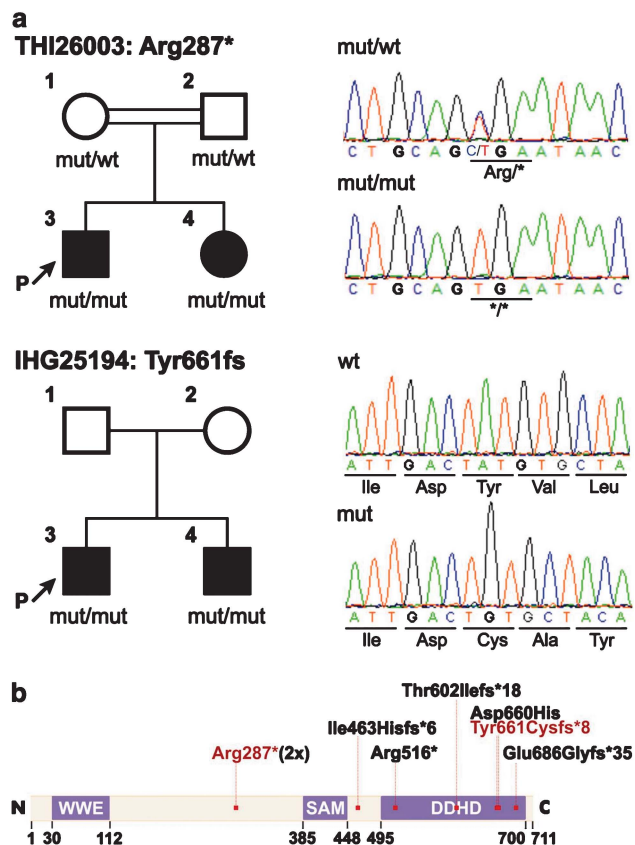 a
THI26003: Arg287*
1
2
mut/wt
mut/wt
3
4
P
mut/mut
mut/mut
mut/wt
C T G C A G C/T G A A T A A C
Arg/*
mut/mut
C T G C A G T G A A T A A C
*/*
IHG25194: Tyr661fs
1
2
3
4
P
mut/mut
mut/mut
wt
A T T G A C T A T G T G C T A
Ile Asp Tyr Val Leu
mut
A T T G A C T G T G C T A C A
Ile Asp Cys Ala Tyr
b
Thr602Ilefs*18
Asp660His
Ile463Hisfs*6
Tyr661Cysfs*8
Arg287*(2x)
Arg516*
Glu686Glyfs*35
N WWE SAM DDHD C
1 30 112 385 448 495 700 711